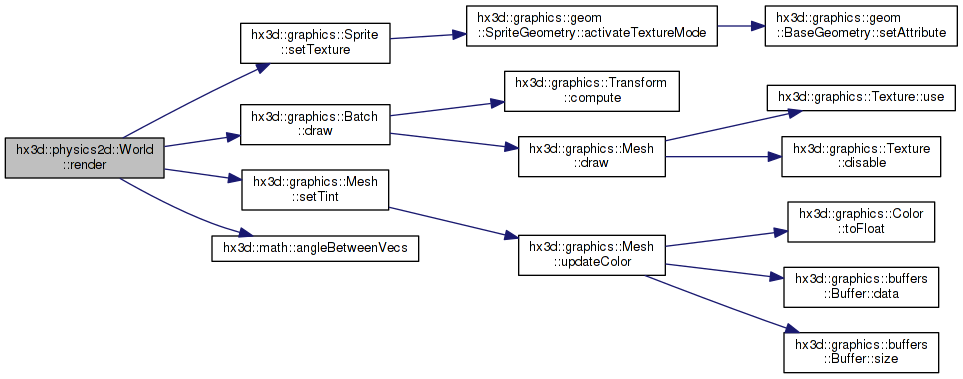 hx3d::physics2d::World
::render
hx3d::graphics::Sprite
::setTexture
hx3d::graphics::geom
::SpriteGeometry::activateTextureMode
hx3d::graphics::geom
::BaseGeometry::setAttribute
hx3d::graphics::Batch
::draw
hx3d::graphics::Transform
::compute
hx3d::graphics::Mesh
::draw
hx3d::graphics::Texture::use
hx3d::graphics::Texture
::disable
hx3d::graphics::Mesh
::setTint
hx3d::graphics::Mesh
::updateColor
hx3d::graphics::Color
::toFloat
hx3d::graphics::buffers
::Buffer::data
hx3d::graphics::buffers
::Buffer::size
hx3d::math::angleBetweenVecs